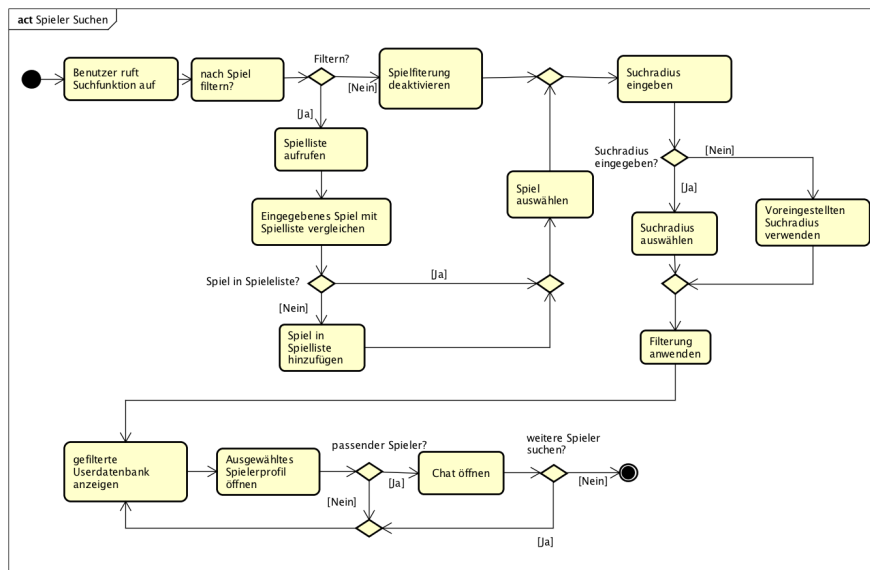 act Spieler Suchen
Benutzer ruft
Suchfunktion auf
nach Spiel
filtern?
Filtern?
[Nein]
[Ja]
Spielfiterung
deaktivieren
Spielliste
aufrufen
Eingegebenes Spiel mit
Spielliste vergleichen
Spiel in Spieleliste?
[Ja]
[Nein]
Spiel in
Spielliste
hinzufügen
Spiel
auswählen
Suchradius
eingeben
Suchradius
eingegeben?
[Nein]
[Ja]
Suchradius
auswählen
Voreingestellten
Suchradius
verwenden
Filterung
anwenden
gefilterte
Userdatenbank
anzeigen
Ausgewähltes
Spielerprofil
öffnen
passender Spieler?
[Ja]
[Nein]
Chat öffnen
weitere Spieler
suchen?
[Nein]
[Ja]